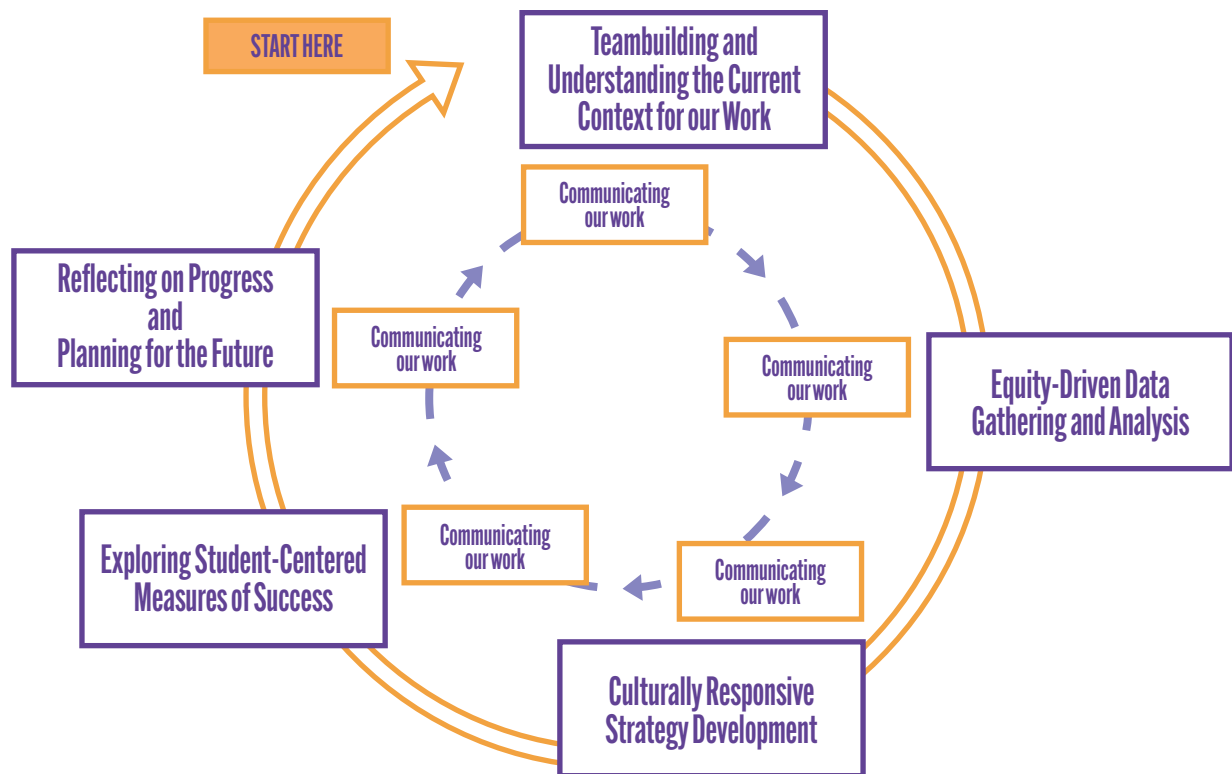 START HERE
Teambuilding and
Understanding the Current
Context for our Work
Communicating
our work
Reflecting on Progress
and
Planning for the Future
Communicating
our work
Communicating
our work
Equity-Driven Data
Gathering and Analysis
Exploring Student-Centered
Measures of Success
Communicating
our work
Communicating
our work
Culturally Responsive
Strategy Development